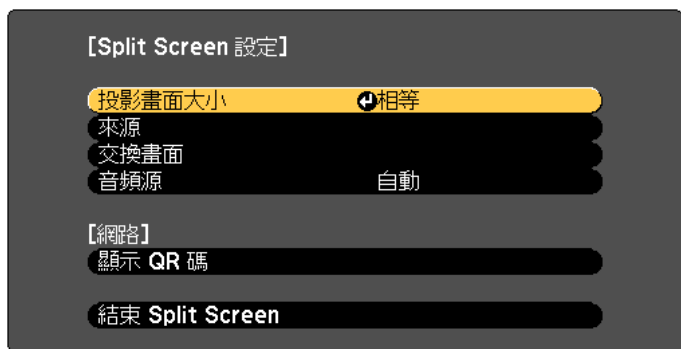 [Split Screen 設定]
投影畫面大小 相等
來源
交換畫面
音頻源 自動
[網路]
顯示 QR 碼
結束 Split Screen